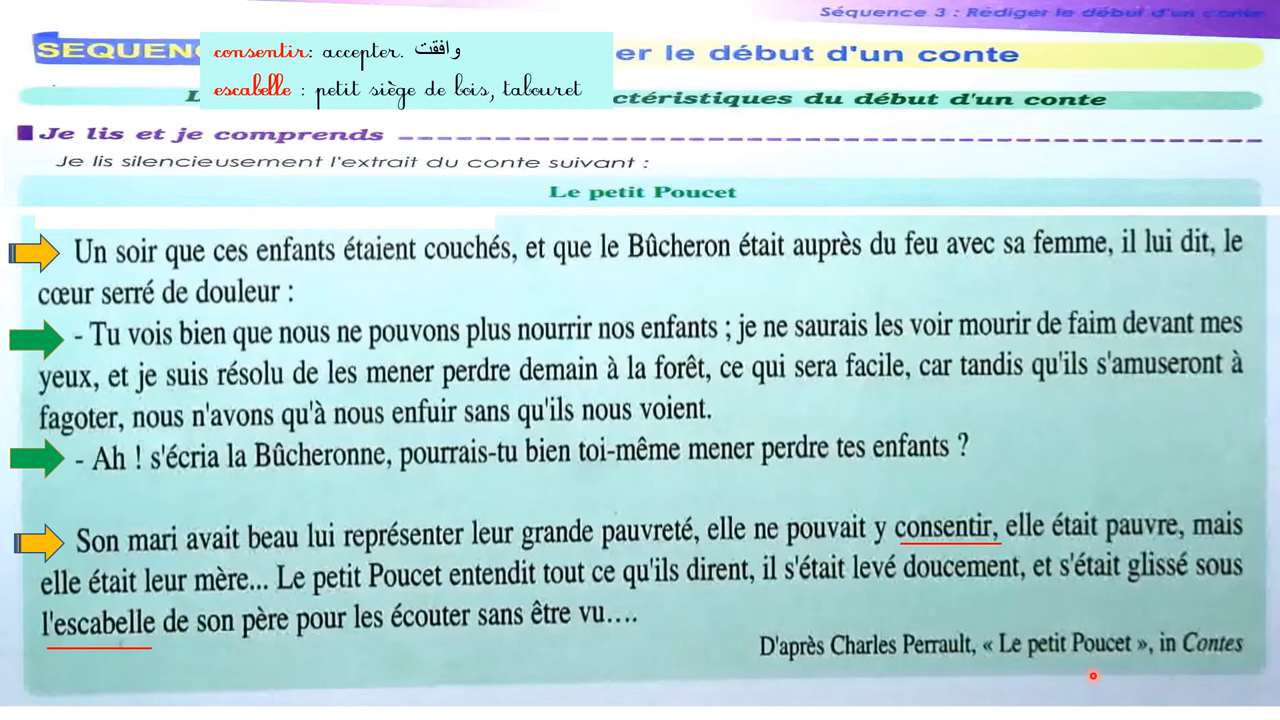 Séquence 3 : Rédiger le début d'un conte
SEQUEN er le début d'un conte
consentir: accepter. وافقت
escabelle : petit siège de bois, tabouret
L ctéristiques du début d'un conte
Je lis et je comprends
Je lis silencieusement l'extrait du conte suivant :
Le petit Poucet
Un soir que ces enfants étaient couchés, et que le Bûcheron était auprès du feu avec sa femme, il lui dit, le
cœur serré de douleur :
- Tu vois bien que nous ne pouvons plus nourrir nos enfants ; je ne saurais les voir mourir de faim devant mes
yeux, et je suis résolu de les mener perdre demain à la forêt, ce qui sera facile, car tandis qu'ils s'amuseront à
fagoter, nous n'avons qu'à nous enfuir sans qu'ils nous voient.
- Ah ! s'écria la Bûcheronne, pourrais-tu bien toi-même mener perdre tes enfants ?
Son mari avait beau lui représenter leur grande pauvreté, elle ne pouvait y consentir, elle était pauvre, mais
elle était leur mère... Le petit Poucet entendit tout ce qu'ils dirent, il s'était levé doucement, et s'était glissé sous
l'escabelle de son père pour les écouter sans être vu....
D'après Charles Perrault, « Le petit Poucet », in Contes